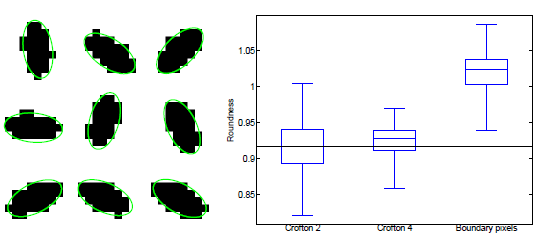 1.05
1
0.95
0.9
0.85
Roundness
Crofton 2
Crofton 4
Boundary pixels